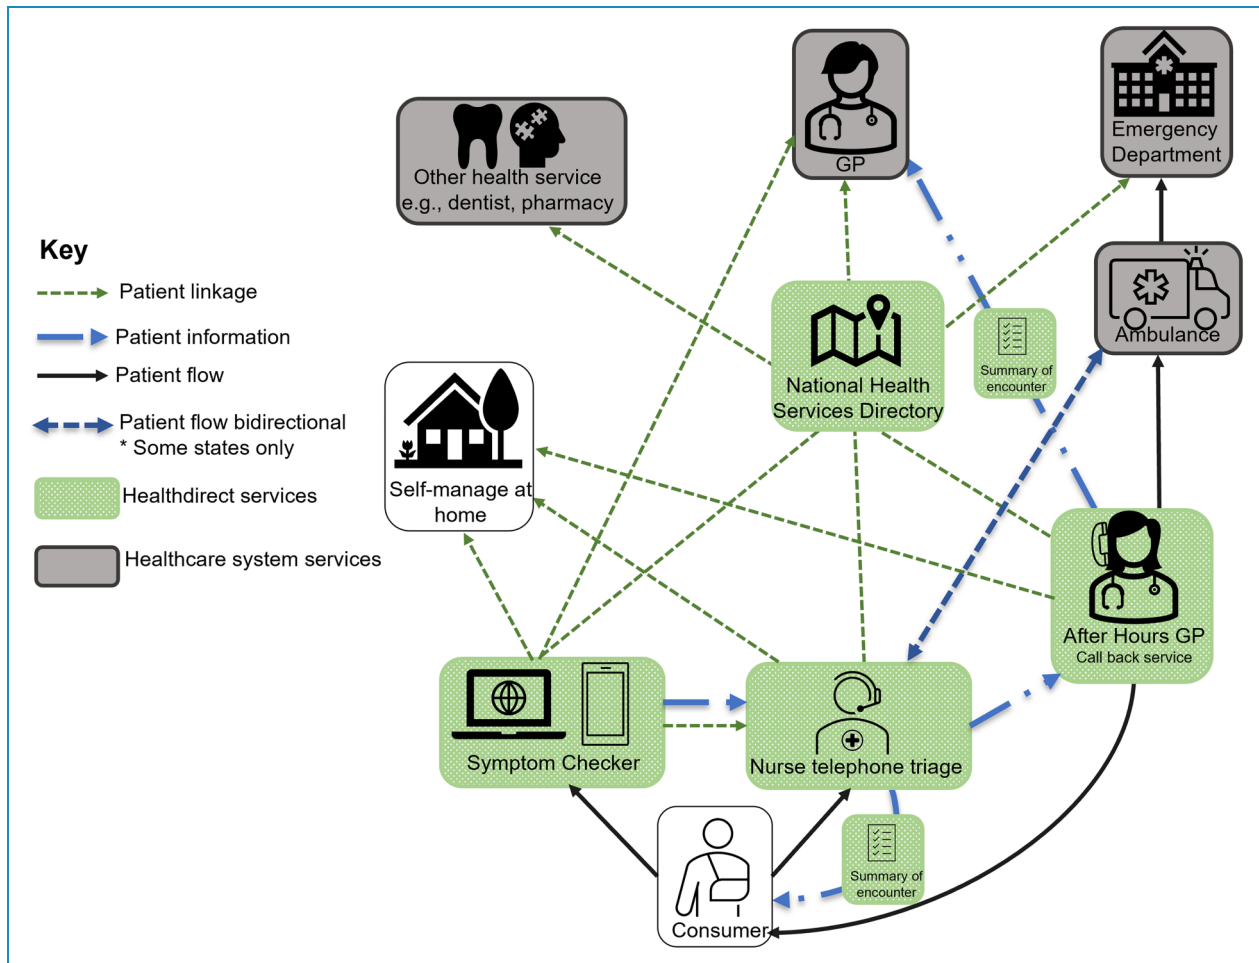 GP
Emergency
Department
Other health service
e.g., dentist, pharmacy
Key
Patient linkage
Patient information
Patient flow
Patient flow bidirectional
* Some states only
Healthdirect services
Healthcare system services
Ambulance
National Health
Services Directory
Summary of
encounter
Self-manage at
home
After Hours GP
Call back service
Symptom Checker
Nurse telephone triage
Summary of
encounter
Consumer